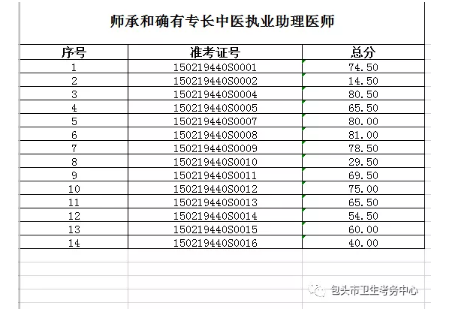 师承和确有专长中医执业助理医师
序号 准考证号 总分
1 150219440S0001 74.50
2 150219440S0002 14.50
3 150219440S0004 80.50
4 150219440S0005 65.50
5 150219440S0007 80.00
6 150219440S0008 81.00
7 150219440S0009 78.50
8 150219440S0010 29.50
9 150219440S0011 69.50
10 150219440S0012 75.00
11 150219440S0013 65.50
12 150219440S0014 54.50
13 150219440S0015 60.00
14 150219440S0016 40.00
包头市卫生考务中心